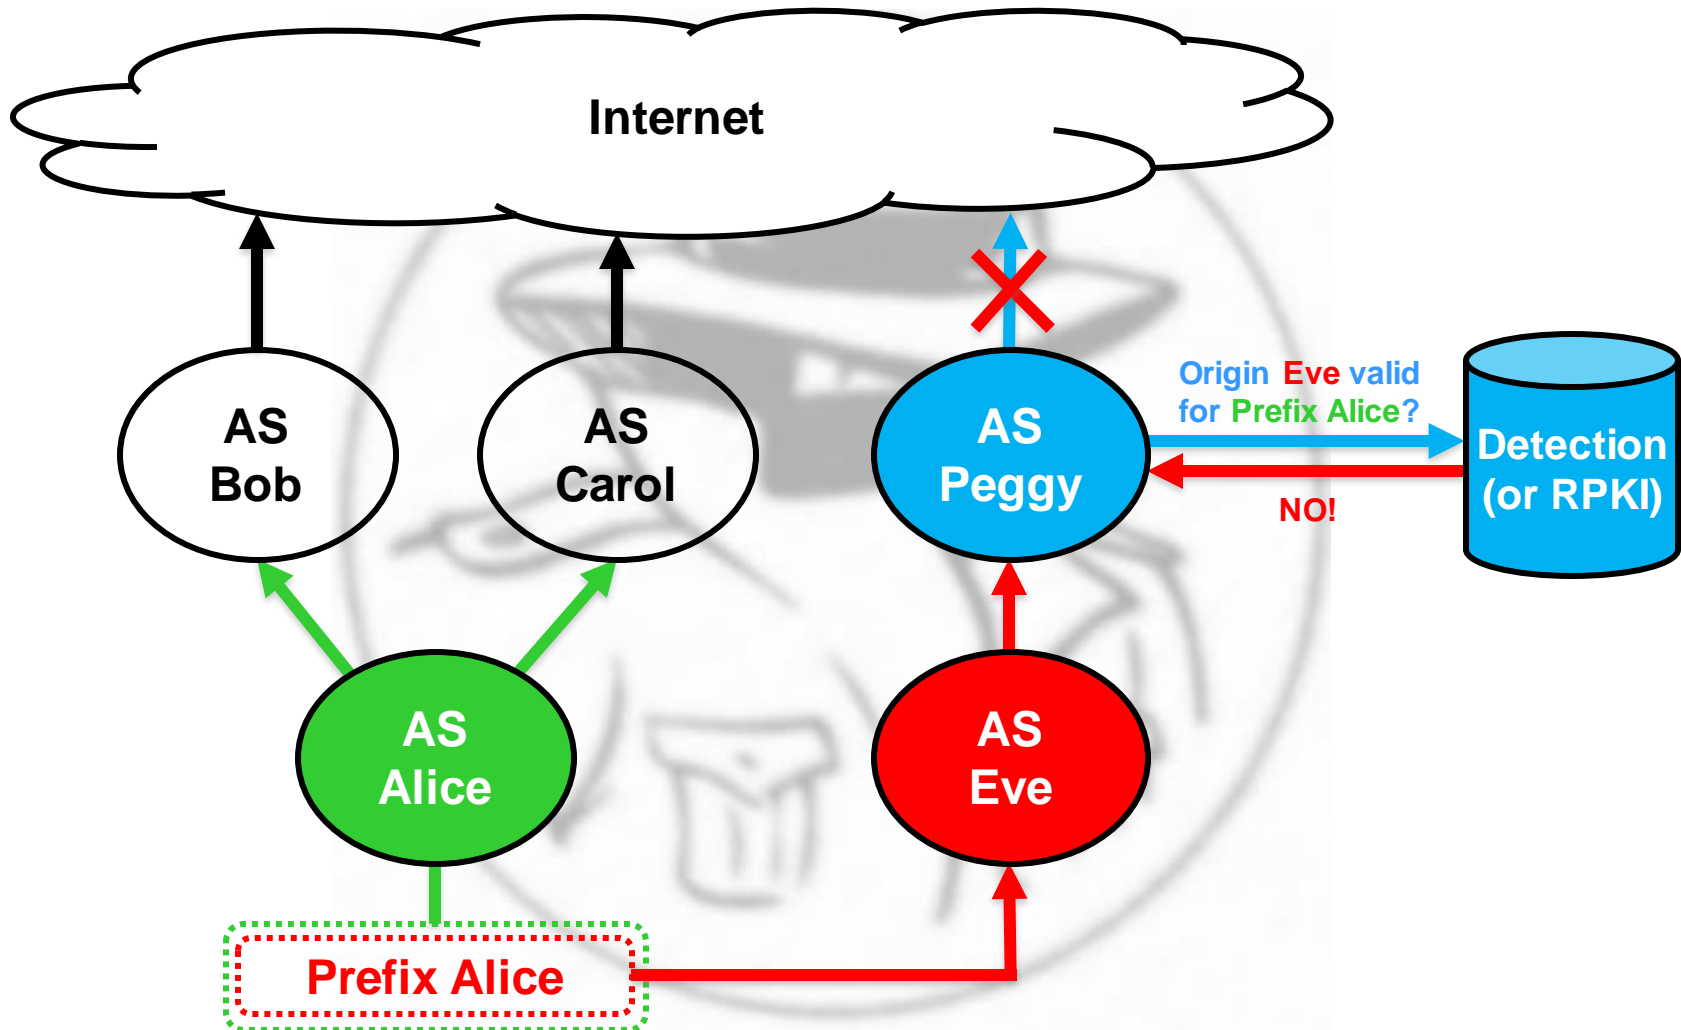 Internet
AS
Bob
AS
Carol
AS
Peggy
Origin Eve valid
for Prefix Alice?
NO!
Detection
(or RPKI)
AS
Alice
AS
Eve
Prefix Alice